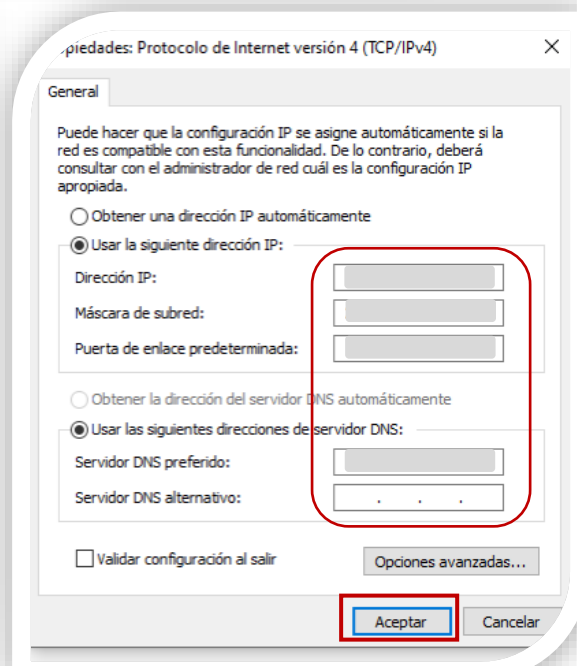 opiedades: Protocolo de Internet versión 4 (TCP/IPv4)
General
Puede hacer que la configuración IP se asigne automáticamente si la
red es compatible con esta funcionalidad. De lo contrario, deberá
consultar con el administrador de red cuál es la configuración IP
apropiada.
Obtener una dirección IP automáticamente
Usar la siguiente dirección IP:
Dirección IP:
Máscara de subred:
Puerta de enlace predeterminada:
Obtener la dirección del servidor DNS automáticamente
Usar las siguientes direcciones de servidor DNS:
Servidor DNS preferido:
Servidor DNS alternativo: . . .
Validar configuración al salir
Opciones avanzadas...
Aceptar Cancelar